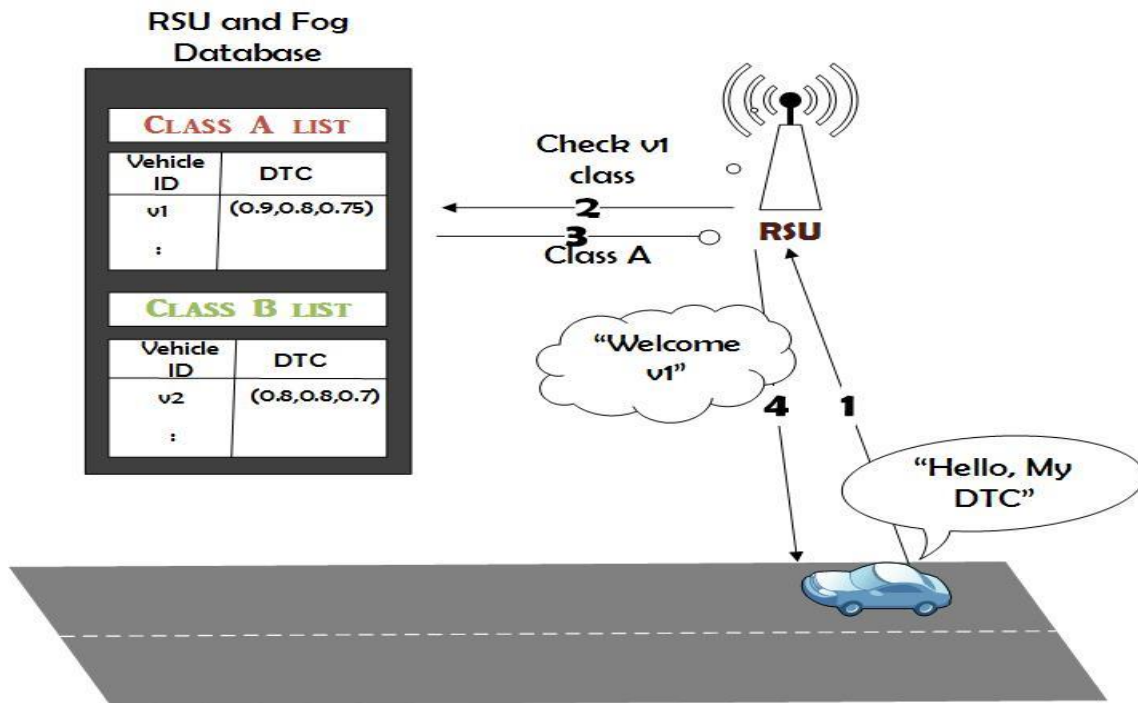 RSU and Fog
Database
CLASS A LIST
Vehicle
ID
DTC
v1
(0.9,0.8,0.75)
:
CLASS B LIST
Vehicle
ID
DTC
v2
(0.8,0.8,0.7)
:
Check v1
class
2
3
Class A
RSU
“Welcome
v1”
4
1
“Hello, My
DTC”